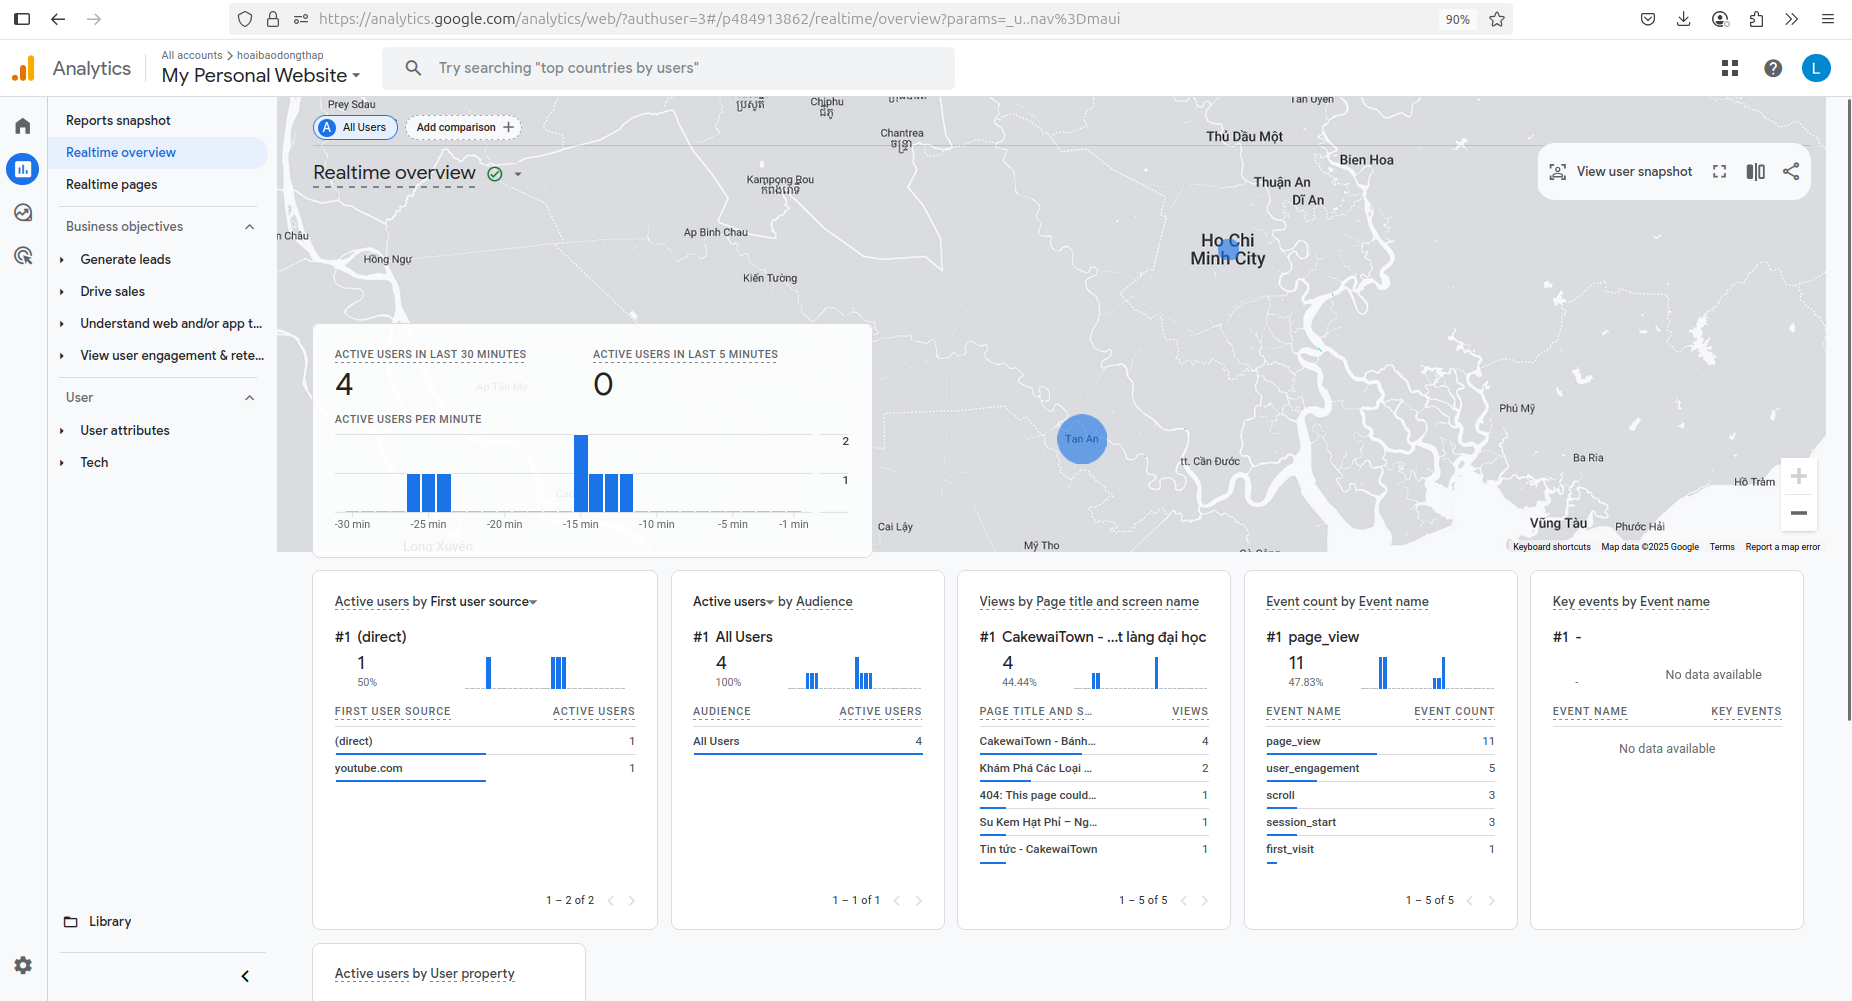 https://analytics.google.com/analytics/web/?authuser=3#/p484913862/realtime/overview?params=_u..nav%3Dmaui
90%
Analytics
All accounts > hoaibaodongthap
My Personal Website
Try searching "top countries by users"
L
Reports snapshot
Realtime overview
Realtime pages
Business objectives
Generate leads
Drive sales
Understand web and/or app t...
View user engagement & rete...
User
User attributes
Tech
Library
A All Users
Add comparison +
Realtime overview
View user snapshot
Prey Sdau
Chiphu
Chantrea
Kampong Rou
Ap Binh Chau
Hồng Ngự
Kiến Tường
Tan Uyen
Thủ Dầu Một
Bien Hoa
Thuận An
Dĩ An
Ho Chi
Minh City
Tan An
tt. Cần Đước
Phú Mỹ
Ba Ria
Hồ Tràm
Vũng Tàu
Phước Hải
Cai Lậy
Mỹ Tho
Ap Tân My
Long Xuyên
Keyboard shortcuts
Map data ©2025 Google
Terms
Report a map error
ACTIVE USERS IN LAST 30 MINUTES
4
ACTIVE USERS IN LAST 5 MINUTES
0
ACTIVE USERS PER MINUTE
2
1
-30 min -25 min -20 min -15 min -10 min -5 min -1 min
Active users by First user source
#1 (direct)
1
50%
FIRST USER SOURCE ACTIVE USERS
(direct) 1
youtube.com 1
1 – 2 of 2
Active users by Audience
#1 All Users
4
100%
AUDIENCE ACTIVE USERS
All Users 4
1 – 1 of 1
Views by Page title and screen name
#1 CakewaiTown - ...t làng đại học
4
44.44%
PAGE TITLE AND S... VIEWS
CakewaiTown - Bánh... 4
Khám Phá Các Loại ... 2
404: This page could... 1
Su Kem Hạt Phỉ – Ng... 1
Tin tức - CakewaiTown 1
1 – 5 of 5
Event count by Event name
#1 page_view
11
47.83%
EVENT NAME EVENT COUNT
page_view 11
user_engagement 5
scroll 3
session_start 3
first_visit 1
1 – 5 of 5
Key events by Event name
#1 -
-
No data available
EVENT NAME KEY EVENTS
No data available
Active users by User property